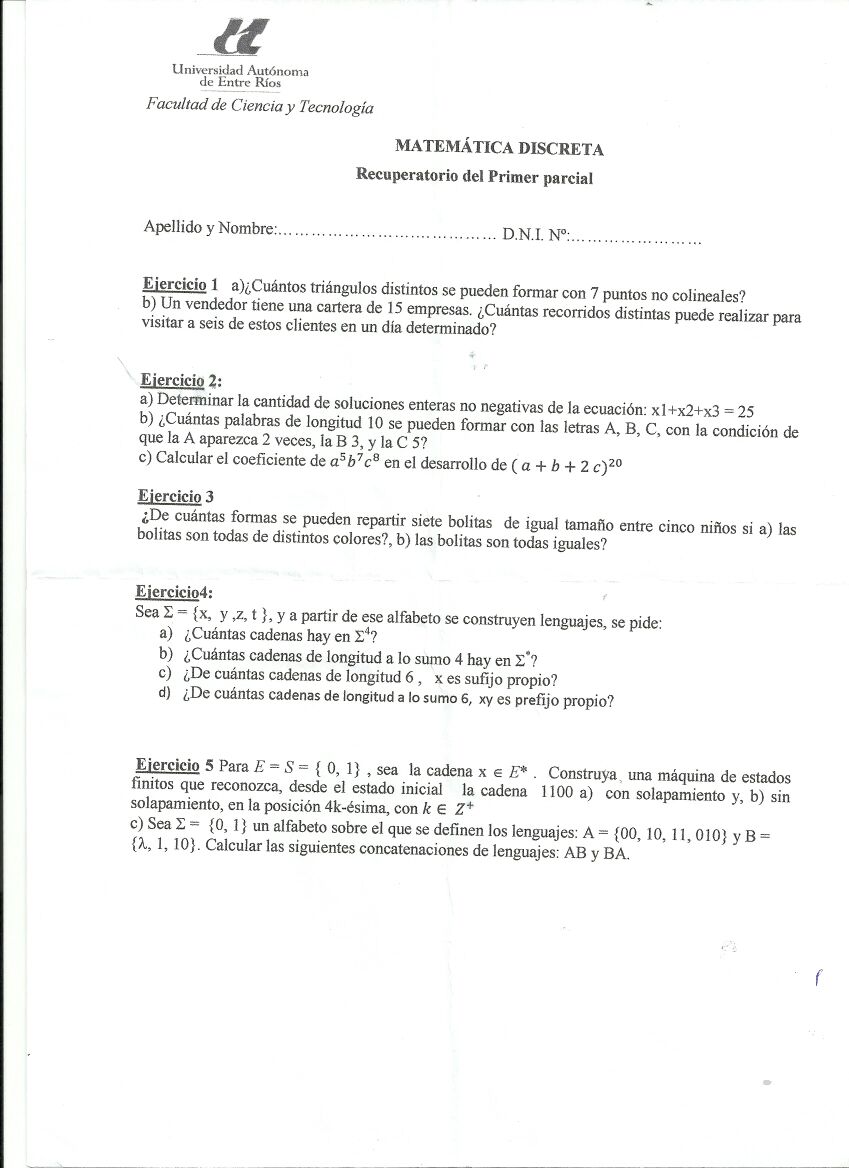 Universidad Autónoma
de Entre Ríos
Facultad de Ciencia y Tecnología
MATEMÁTICA DISCRETA
Recuperatorio del Primer parcial
Apellido y Nombre:………………………………… D.N.I. Nº:……………………
Ejercicio 1 a)¿Cuántos triángulos distintos se pueden formar con 7 puntos no colineales?
b) Un vendedor tiene una cartera de 15 empresas. ¿Cuántas recorridos distintas puede realizar para
visitar a seis de estos clientes en un día determinado?
Ejercicio 2:
a) Determinar la cantidad de soluciones enteras no negativas de la ecuación: x1+x2+x3 = 25
b) ¿Cuántas palabras de longitud 10 se pueden formar con las letras A, B, C, con la condición de
que la A aparezca 2 veces, la B 3, y la C 5?
c) Calcular el coeficiente de a⁵b⁷c⁸ en el desarrollo de ( a + b + 2 c)²⁰
Ejercicio 3
¿De cuántas formas se pueden repartir siete bolitas de igual tamaño entre cinco niños si a) las
bolitas son todas de distintos colores?, b) las bolitas son todas iguales?
Ejercicio4:
Sea Σ = {x, y ,z, t }, y a partir de ese alfabeto se construyen lenguajes, se pide:
a) ¿Cuántas cadenas hay en Σ⁴?
b) ¿Cuántas cadenas de longitud a lo sumo 4 hay en Σ*?
c) ¿De cuántas cadenas de longitud 6 , x es sufijo propio?
d) ¿De cuántas cadenas de longitud a lo sumo 6, xy es prefijo propio?
Ejercicio 5 Para E = S = { 0, 1} , sea la cadena x ∈ E* . Construya una máquina de estados
finitos que reconozca, desde el estado inicial la cadena 1100 a) con solapamiento y, b) sin
solapamiento, en la posición 4k-ésima, con k ∈ Z⁺
c) Sea Σ = {0, 1} un alfabeto sobre el que se definen los lenguajes: A = {00, 10, 11, 010} y B =
{λ, 1, 10}. Calcular las siguientes concatenaciones de lenguajes: AB y BA.